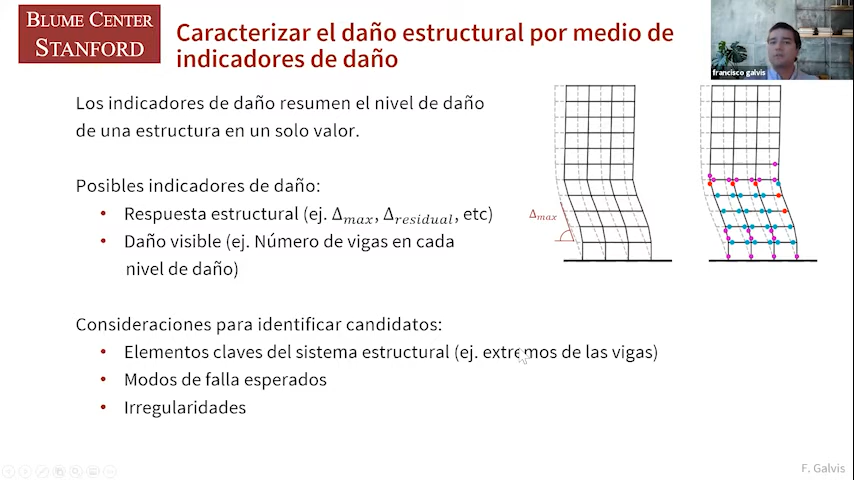 BLUME CENTER
STANFORD
Caracterizar el daño estructural por medio de
indicadores de daño
francisco galvis
Los indicadores de daño resumen el nivel de daño
de una estructura en un solo valor.
Posibles indicadores de daño:
• Respuesta estructural (ej. Δmax, Δresidual, etc)
• Daño visible (ej. Número de vigas en cada
nivel de daño)
Δmax
Consideraciones para identificar candidatos:
• Elementos claves del sistema estructural (ej. extremos de las vigas)
• Modos de falla esperados
• Irregularidades
F. Galvis